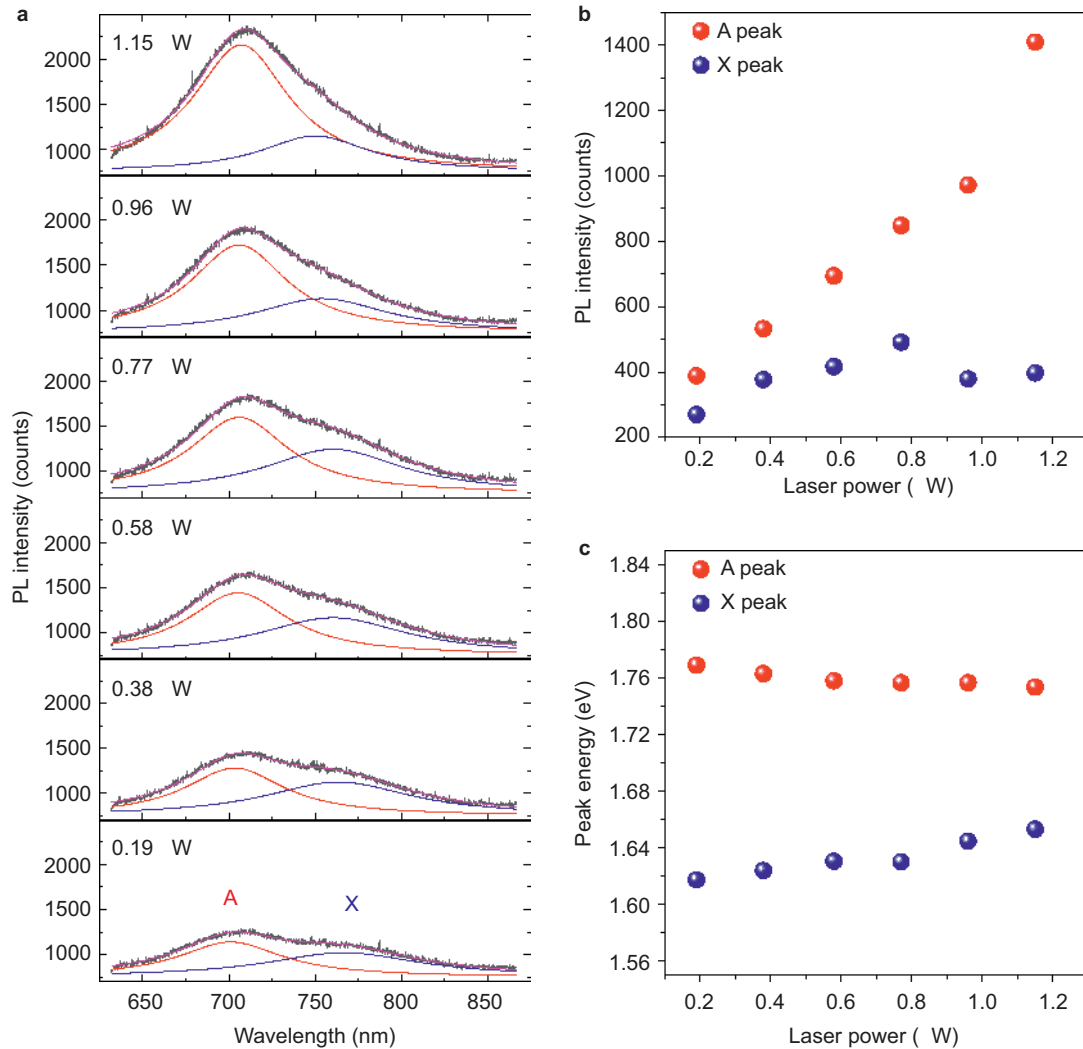 a
1.15 W
2000
1500
1000
0.96 W
2000
1500
1000
0.77 W
2000
1500
1000
0.58 W
2000
1500
1000
0.38 W
2000
1500
1000
0.19 W
A
X
2000
1500
1000
650 700 750 800 850
PL intensity (counts)
Wavelength (nm)
b
A peak
X peak
1400
1200
1000
800
600
400
200
0.2 0.4 0.6 0.8 1.0 1.2
PL intensity (counts)
Laser power ( W)
c
A peak
X peak
1.84
1.80
1.76
1.72
1.68
1.64
1.60
1.56
0.2 0.4 0.6 0.8 1.0 1.2
Peak energy (eV)
Laser power ( W)